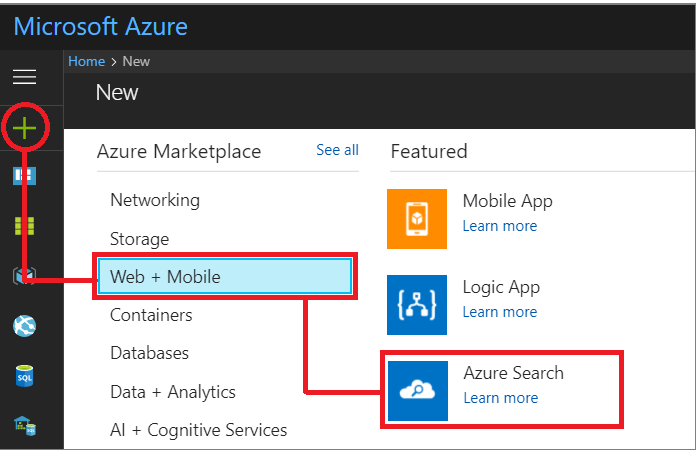 Microsoft Azure
Home > New
New
Azure Marketplace
See all
Networking
Storage
Web + Mobile
Containers
Databases
Data + Analytics
AI + Cognitive Services
Featured
Mobile App
Learn more
Logic App
Learn more
Azure Search
Learn more
SQL